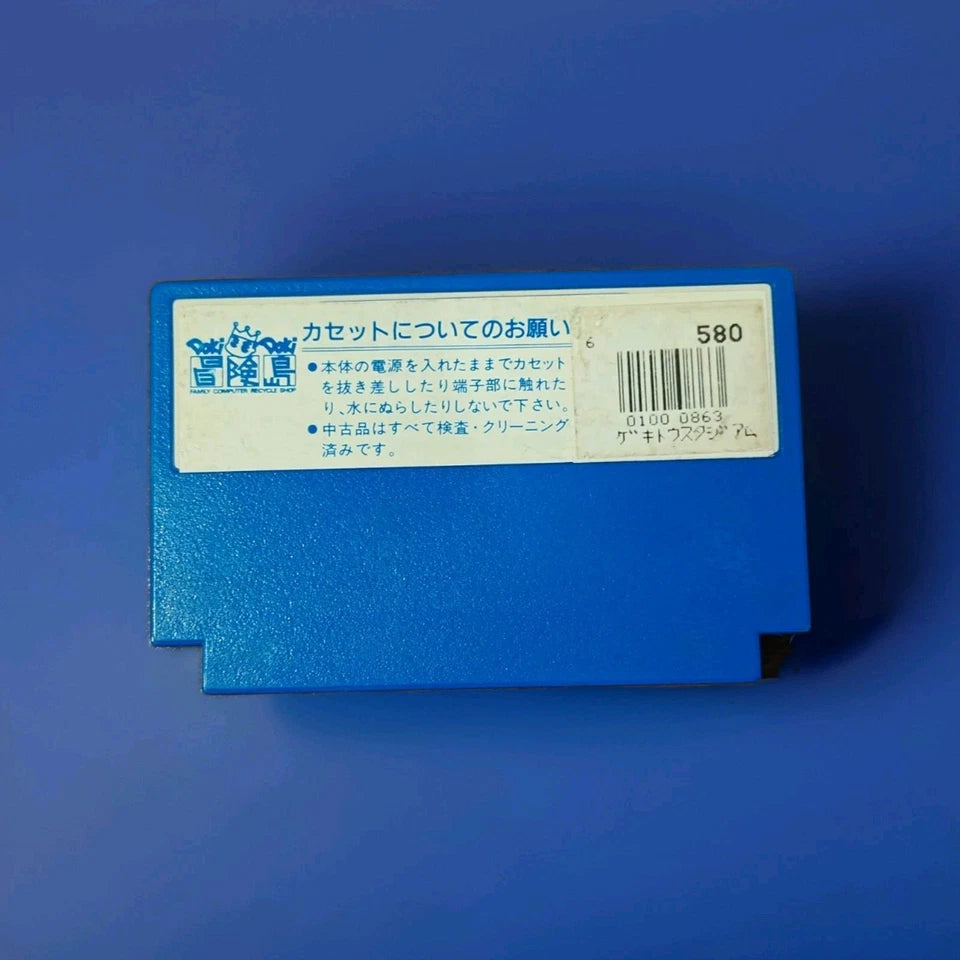 Doki Doki
冒険島
FAMILY COMPUTER RECYCLE SHOP
カセットについてのお願い
●本体の電源を入れたままでカセット
を抜き差ししたり端子部に触れた
り、水にぬらしたりしないで下さい。
●中古品はすべて検査・クリーニング
済みです。
6
580
0100 0863
ゲキトウスタジアム